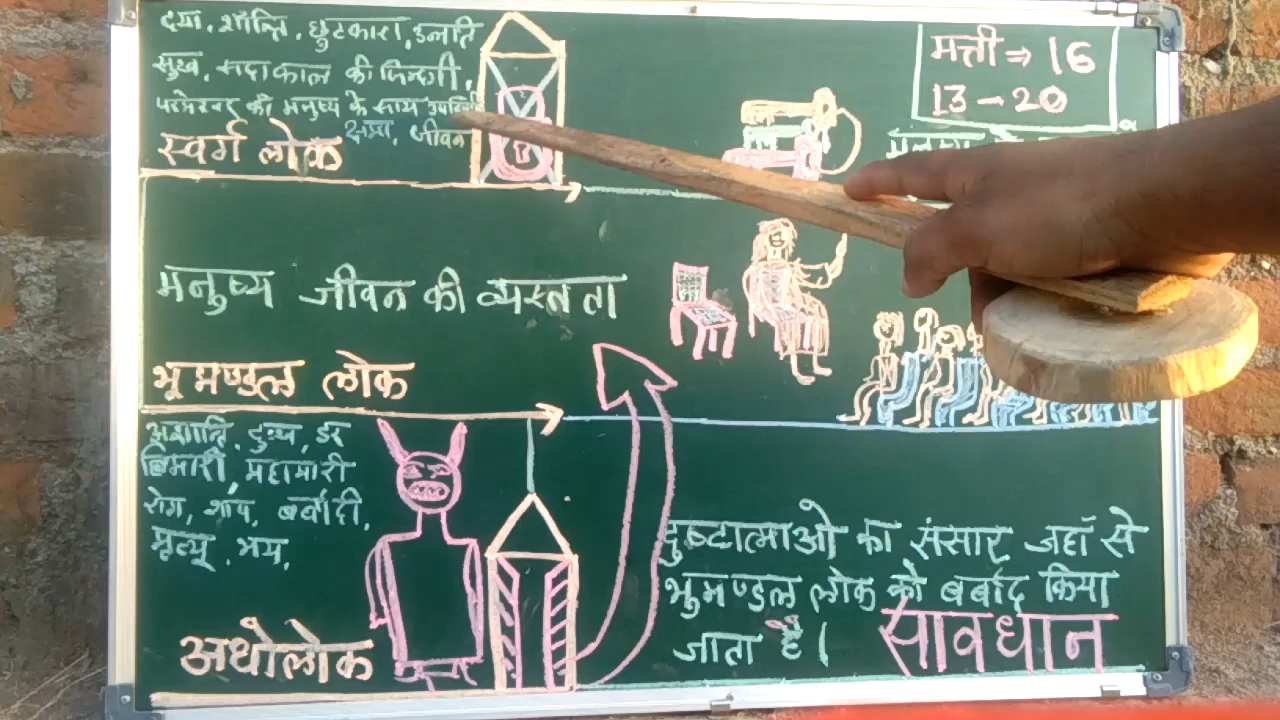 दया, शान्ति, छुटकारा, उन्नति
सुख, सदाकाल की जिन्दगी,
परमेश्वर की मनुष्य के साथ
क्षमा, जीवन
स्वर्ग लोक
मत्ती ⇒ 16
13 - 20
मनुष्य
मनुष्य जीवन की व्यस्तता
भूमण्डल लोक
अशान्ति, दुःख, डर
बिमारी, महामारी
रोग, शाप, बर्बादी,
मृत्यू, भय,
अधोलोक
दुष्टात्माओ का संसार, जहाँ से
भुमण्डल लोक को बर्बाद किया
जाता है।
सावधान